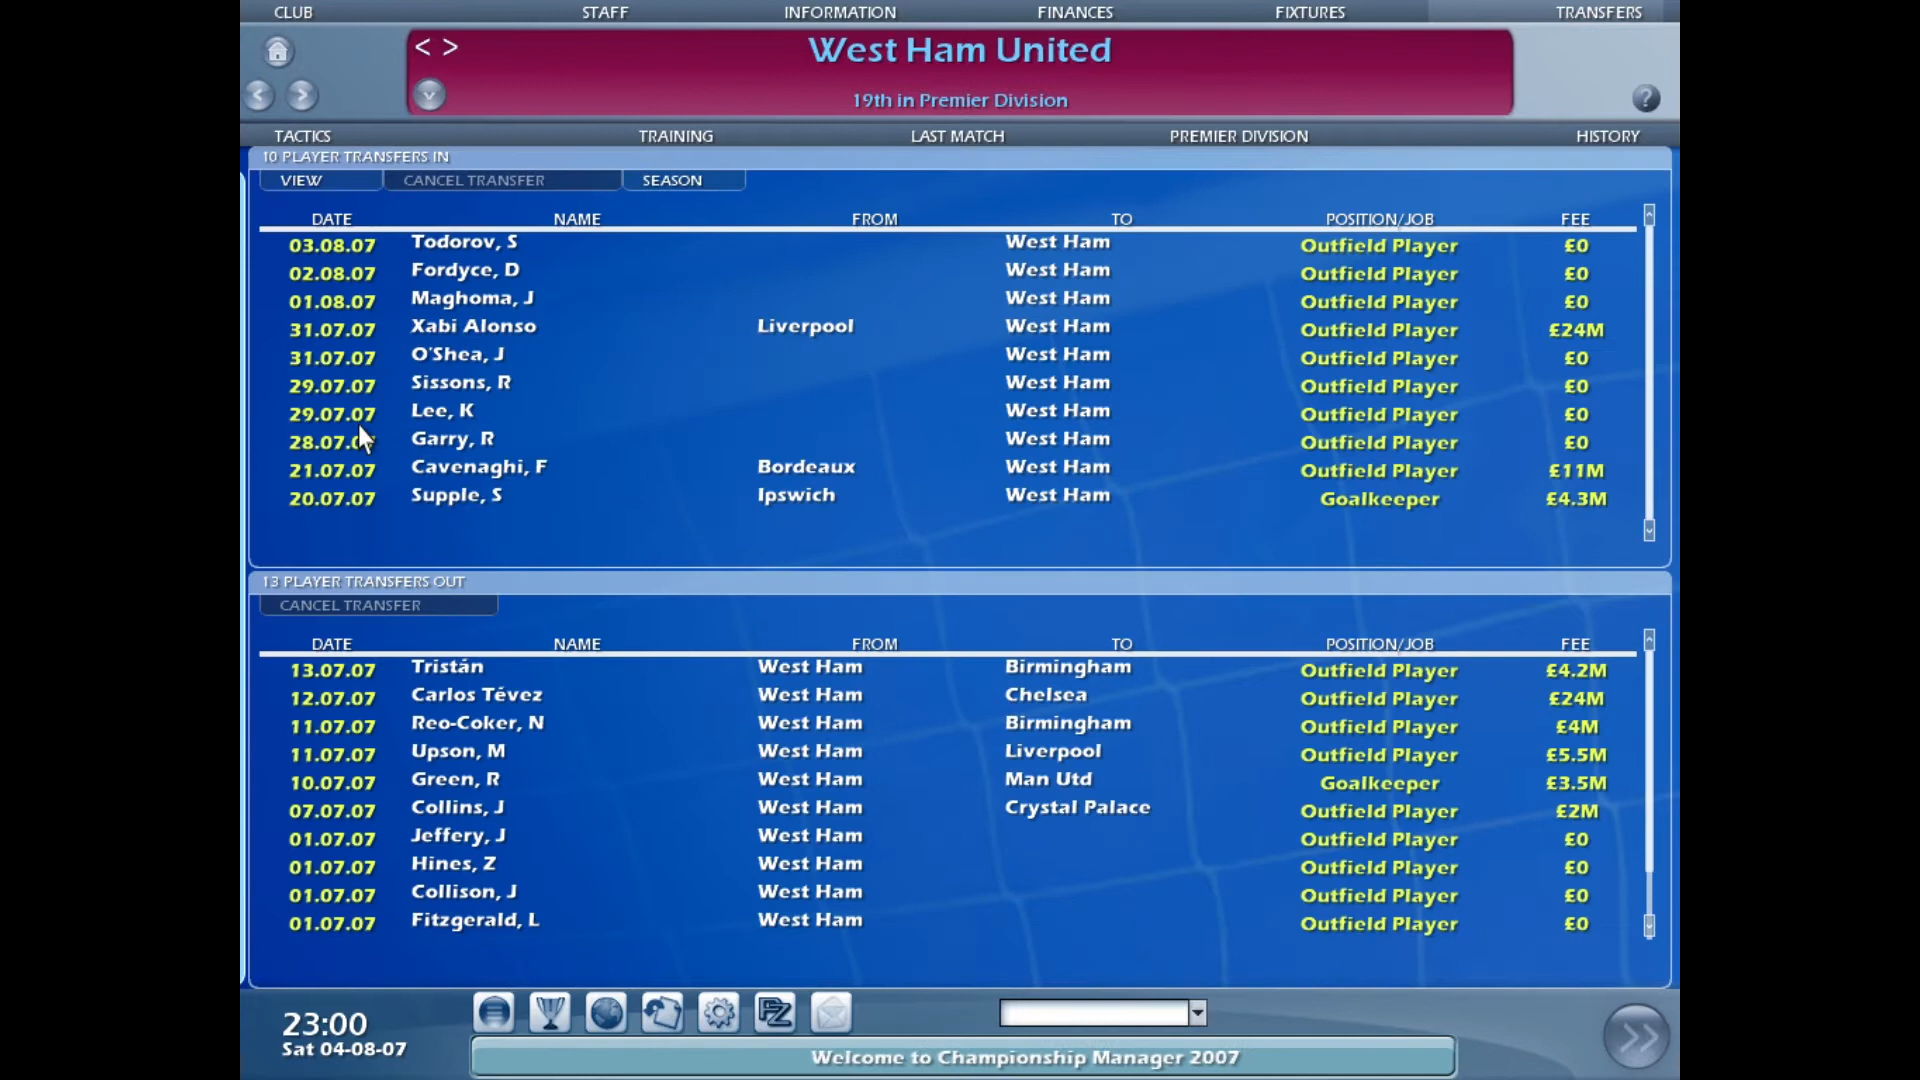 CLUB STAFF INFORMATION FINANCES FIXTURES TRANSFERS
< > West Ham United
19th in Premier Division
?
TACTICS TRAINING LAST MATCH PREMIER DIVISION HISTORY
10 PLAYER TRANSFERS IN
VIEW CANCEL TRANSFER SEASON
DATE NAME FROM TO POSITION/JOB FEE
03.08.07 Todorov, S West Ham Outfield Player £0
02.08.07 Fordyce, D West Ham Outfield Player £0
01.08.07 Maghoma, J West Ham Outfield Player £0
31.07.07 Xabi Alonso Liverpool West Ham Outfield Player £24M
31.07.07 O'Shea, J West Ham Outfield Player £0
29.07.07 Sissons, R West Ham Outfield Player £0
29.07.07 Lee, K West Ham Outfield Player £0
28.07.07 Garry, R West Ham Outfield Player £0
21.07.07 Cavenaghi, F Bordeaux West Ham Outfield Player £11M
20.07.07 Supple, S Ipswich West Ham Goalkeeper £4.3M
13 PLAYER TRANSFERS OUT
CANCEL TRANSFER
DATE NAME FROM TO POSITION/JOB FEE
13.07.07 Tristán West Ham Birmingham Outfield Player £4.2M
12.07.07 Carlos Tévez West Ham Chelsea Outfield Player £24M
11.07.07 Reo-Coker, N West Ham Birmingham Outfield Player £4M
11.07.07 Upson, M West Ham Liverpool Outfield Player £5.5M
10.07.07 Green, R West Ham Man Utd Goalkeeper £3.5M
07.07.07 Collins, J West Ham Crystal Palace Outfield Player £2M
01.07.07 Jeffery, J West Ham Outfield Player £0
01.07.07 Hines, Z West Ham Outfield Player £0
01.07.07 Collison, J West Ham Outfield Player £0
01.07.07 Fitzgerald, L West Ham Outfield Player £0
23:00
Sat 04-08-07
Welcome to Championship Manager 2007